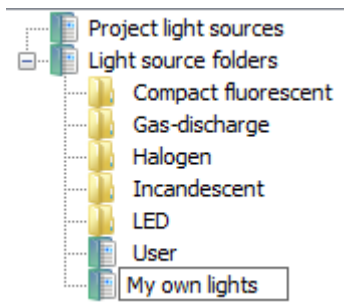 Project light sources
Light source folders
Compact fluorescent
Gas-discharge
Halogen
Incandescent
LED
User
My own lights